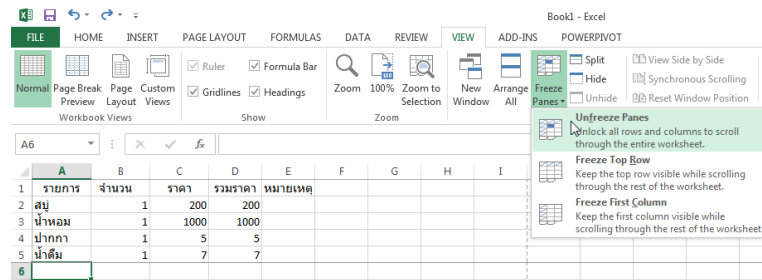 Book1 - Excel
FILE HOME INSERT PAGE LAYOUT FORMULAS DATA REVIEW VIEW ADD-INS POWERPIVOT
Normal Page Break Preview Page Layout Custom Views
Workbook Views
Ruler Formula Bar
Gridlines Headings
Show
Zoom 100% Zoom to Selection
Zoom
New Window Arrange All Freeze Panes
Split
Hide
Unhide
View Side by Side
Synchronous Scrolling
Reset Window Position
Unfreeze Panes
Unlock all rows and columns to scroll
through the entire worksheet.
Freeze Top Row
Keep the top row visible while scrolling
through the rest of the worksheet.
Freeze First Column
Keep the first column visible while
scrolling through the rest of the worksheet
A6 fx
A B C D E F G H I
1 รายการ จำนวน ราคา รวมราคา หมายเหตุ
2 สบู่ 1 200 200
3 น้ำหอม 1 1000 1000
4 ปากกา 1 5 5
5 น้ำดืม 1 7 7
6